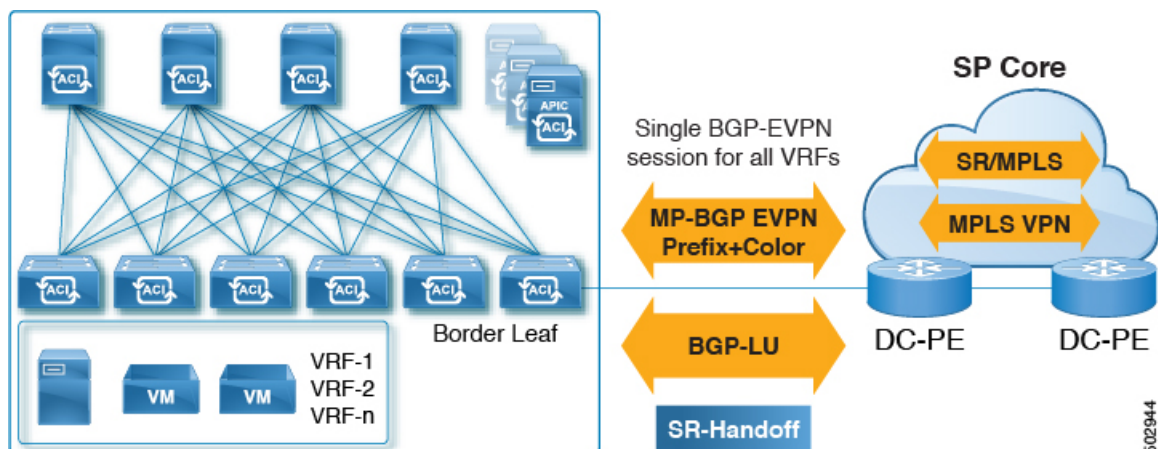 ACI
ACI
ACI
ACI
APIC
ACI
ACI
ACI
ACI
ACI
ACI
ACI
Border Leaf
VM
VM
VRF-1
VRF-2
VRF-n
Single BGP-EVPN
session for all VRFs
MP-BGP EVPN
Prefix+Color
BGP-LU
SR-Handoff
SP Core
SR/MPLS
MPLS VPN
DC-PE
DC-PE
502944